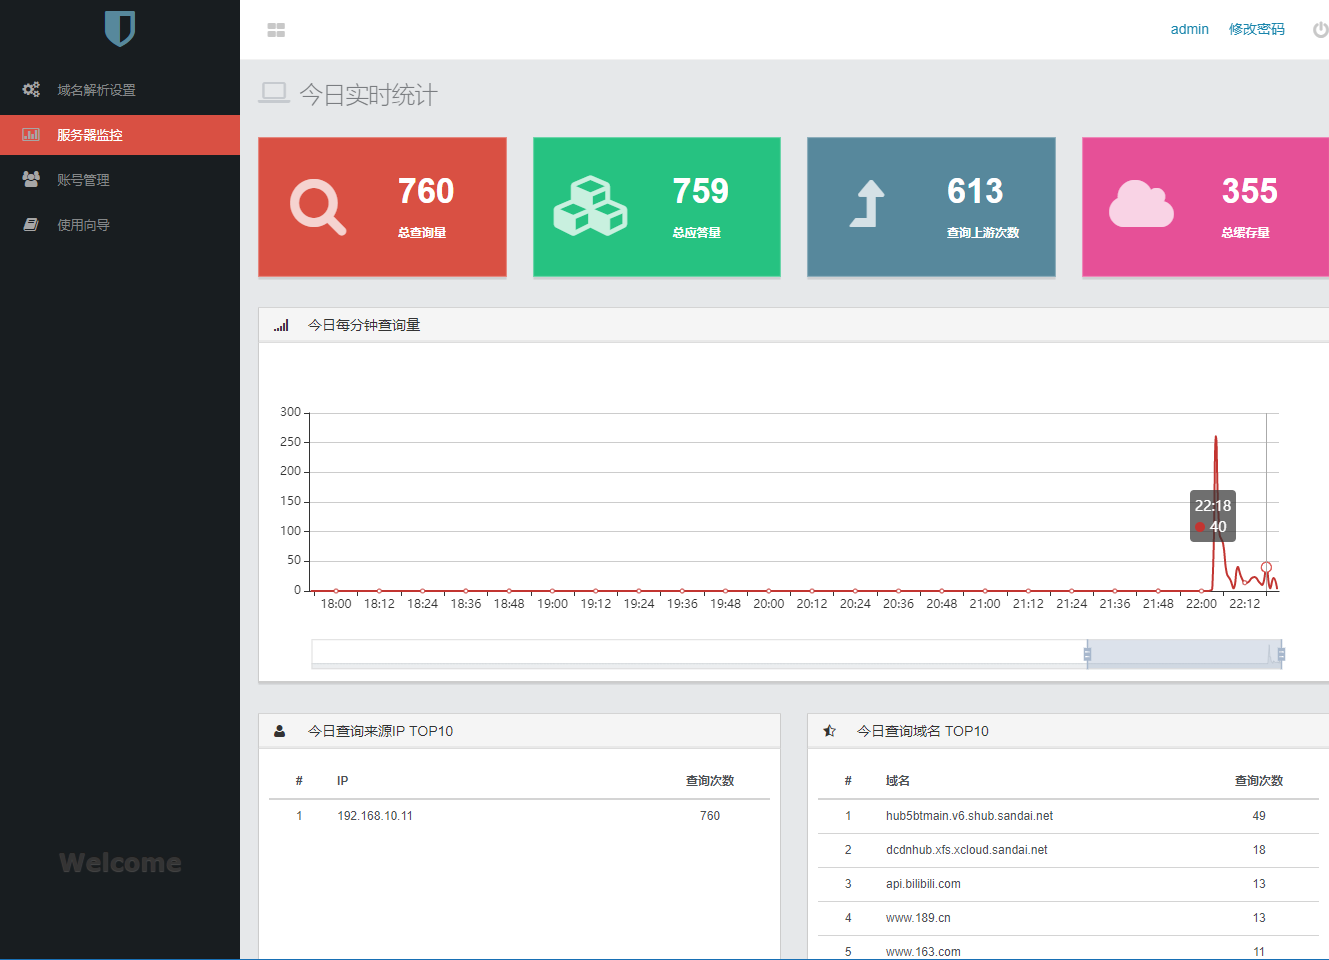 admin 修改密码
域名解析设置
服务器监控
账号管理
使用向导
Welcome
今日实时统计
760
总查询量
759
总应答量
613
查询上游次数
355
总缓存量
今日每分钟查询量
300
250
200
150
100
50
0
22:18
40
18:00 18:12 18:24 18:36 18:48 19:00 19:12 19:24 19:36 19:48 20:00 20:12 20:24 20:36 20:48 21:00 21:12 21:24 21:36 21:48 22:00 22:12
今日查询来源IP TOP10
# IP 查询次数
1 192.168.10.11 760
今日查询域名 TOP10
# 域名 查询次数
1 hub5btmain.v6.shub.sandai.net 49
2 dcdnhub.xfs.xcloud.sandai.net 18
3 api.bilibili.com 13
4 www.189.cn 13
5 www.163.com 11